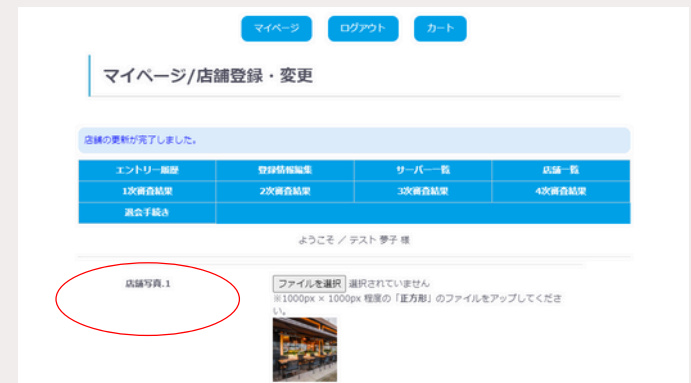 マイページ ログアウト カート
マイページ/店舗登録・変更
店舗の更新が完了しました。
エントリー履歴 登録情報編集 サーバー一覧 店舗一覧
1次審査結果 2次審査結果 3次審査結果 4次審査結果
退会手続き
ようこそ ／ テスト 夢子 様
店舗写真.1 ファイルを選択 選択されていません
※1000px × 1000px 程度の「正方形」のファイルをアップしてくださ
い。